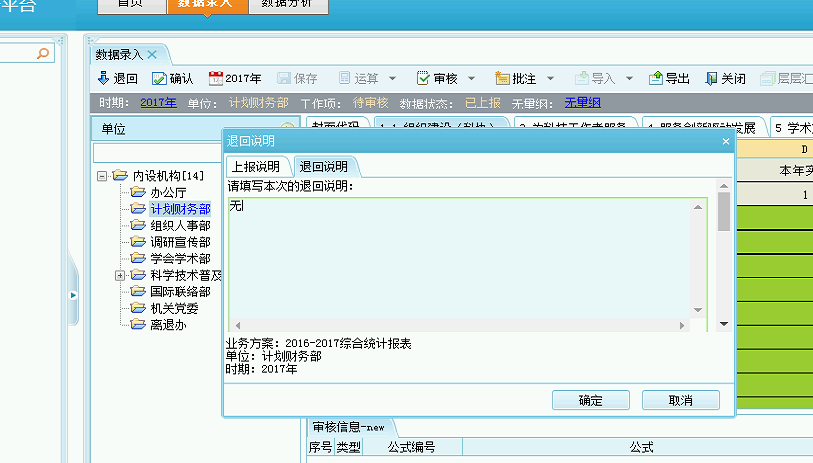 平台
首页 数据录入 数据分析
数据录入
退回 确认 2017年 保存 运算 审核 批注 导入 导出 关闭 层层汇
时期： 2017年 单位： 计划财务部 工作项： 待审核 数据状态： 已上报 无量纲： 无量纲
单位
封面代码 1-1 组织建设（科协） 2 为科技工作者服务 4 服务创新驱动发展 5 学术
退回说明
上报说明 退回说明
请填写本次的退回说明：
无
D
本年实
1
内设机构[14]
办公厅
计划财务部
组织人事部
调研宣传部
学会学术部
科学技术普及
国际联络部
机关党委
离退办
业务方案：2016-2017综合统计报表
单位：计划财务部
时期：2017年
确定 取消
审核信息-new
序号 类型 公式编号 公式